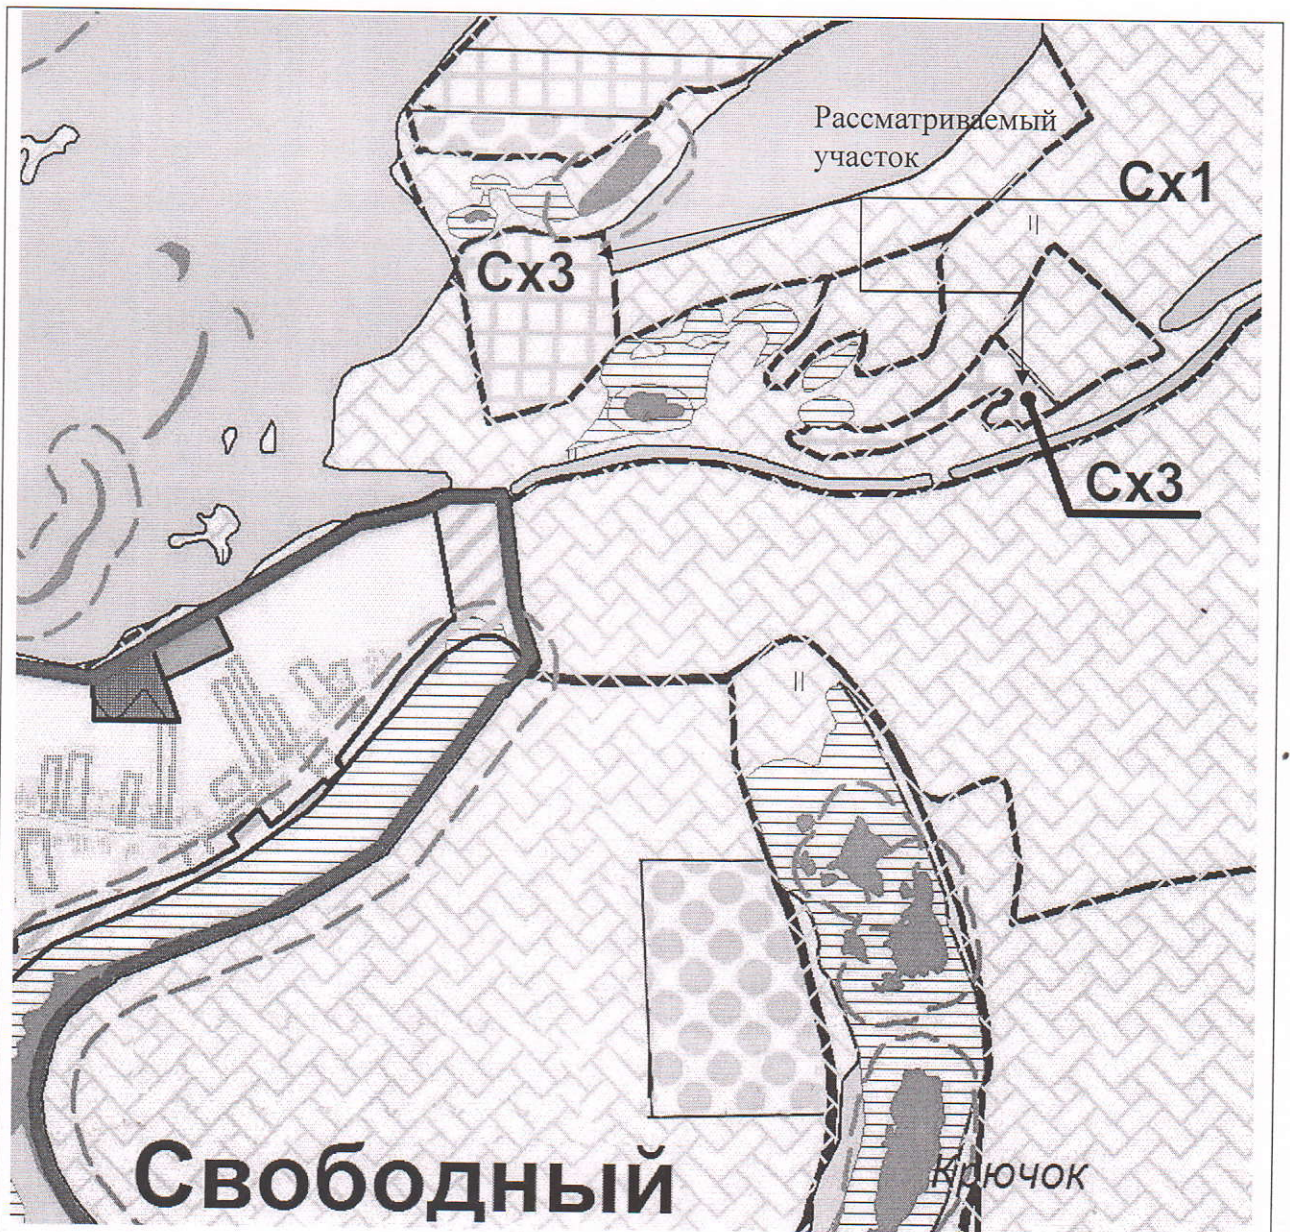 Рассматриваемый
участок
Сх1
Сх3
Сх3
Свободный
Крючок